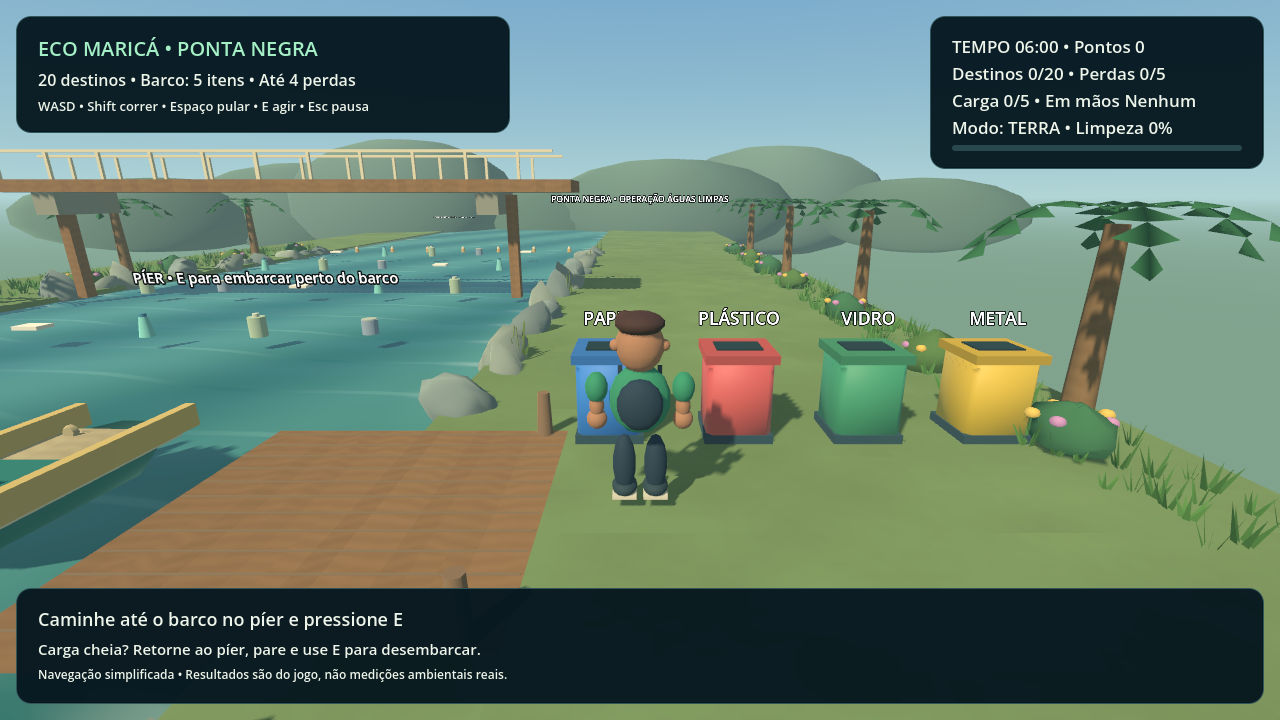 ECO MARICÁ • PONTA NEGRA
20 destinos • Barco: 5 itens • Até 4 perdas
WASD • Shift correr • Espaço pular • E agir • Esc pausa
TEMPO 06:00 • Pontos 0
Destinos 0/20 • Perdas 0/5
Carga 0/5 • Em mãos Nenhum
Modo: TERRA • Limpeza 0%
PONTA NEGRA • OPERAÇÃO ÁGUAS LIMPAS
PÍER • E para embarcar perto do barco
PLÁSTICO
VIDRO
METAL
Caminhe até o barco no píer e pressione E
Carga cheia? Retorne ao píer, pare e use E para desembarcar.
Navegação simplificada • Resultados são do jogo, não medições ambientais reais.